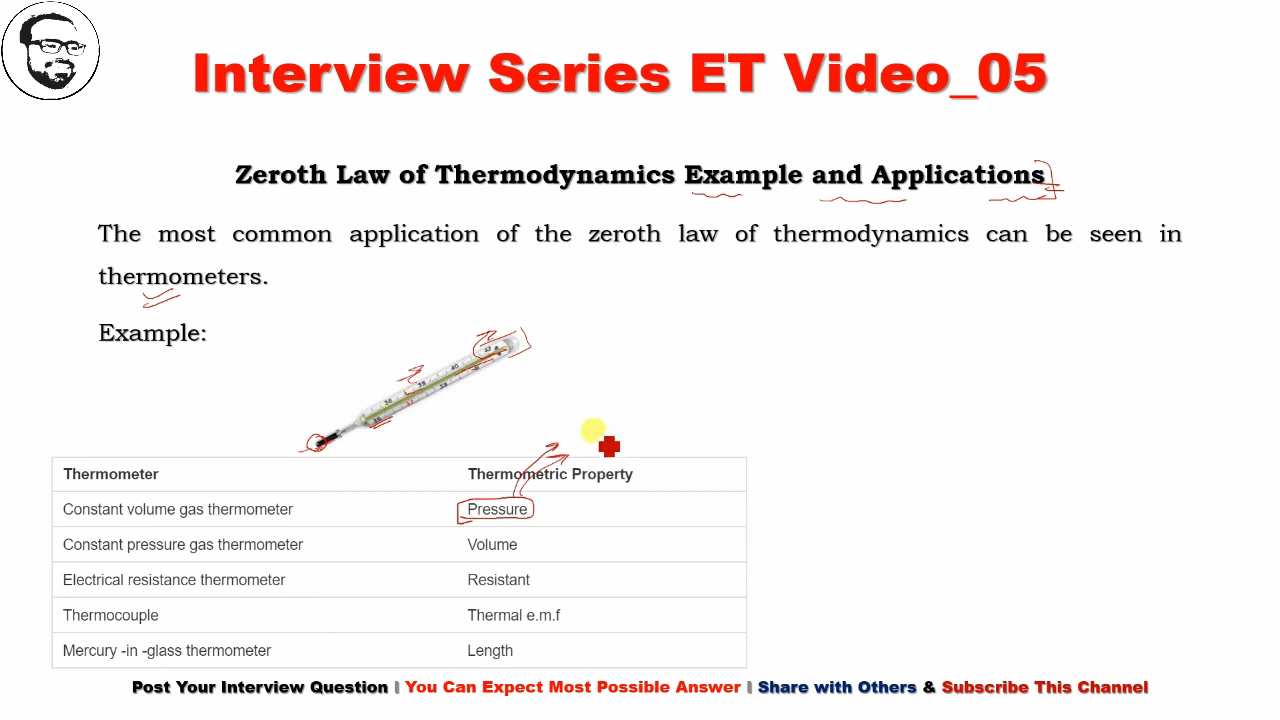 Interview Series ET Video_05
Zeroth Law of Thermodynamics Example and Applications
The most common application of the zeroth law of thermodynamics can be seen in
thermometers.
Example:
Thermometer Thermometric Property
Constant volume gas thermometer Pressure
Constant pressure gas thermometer Volume
Electrical resistance thermometer Resistant
Thermocouple Thermal e.m.f
Mercury -in -glass thermometer Length
Post Your Interview Question | You Can Expect Most Possible Answer | Share with Others & Subscribe This Channel